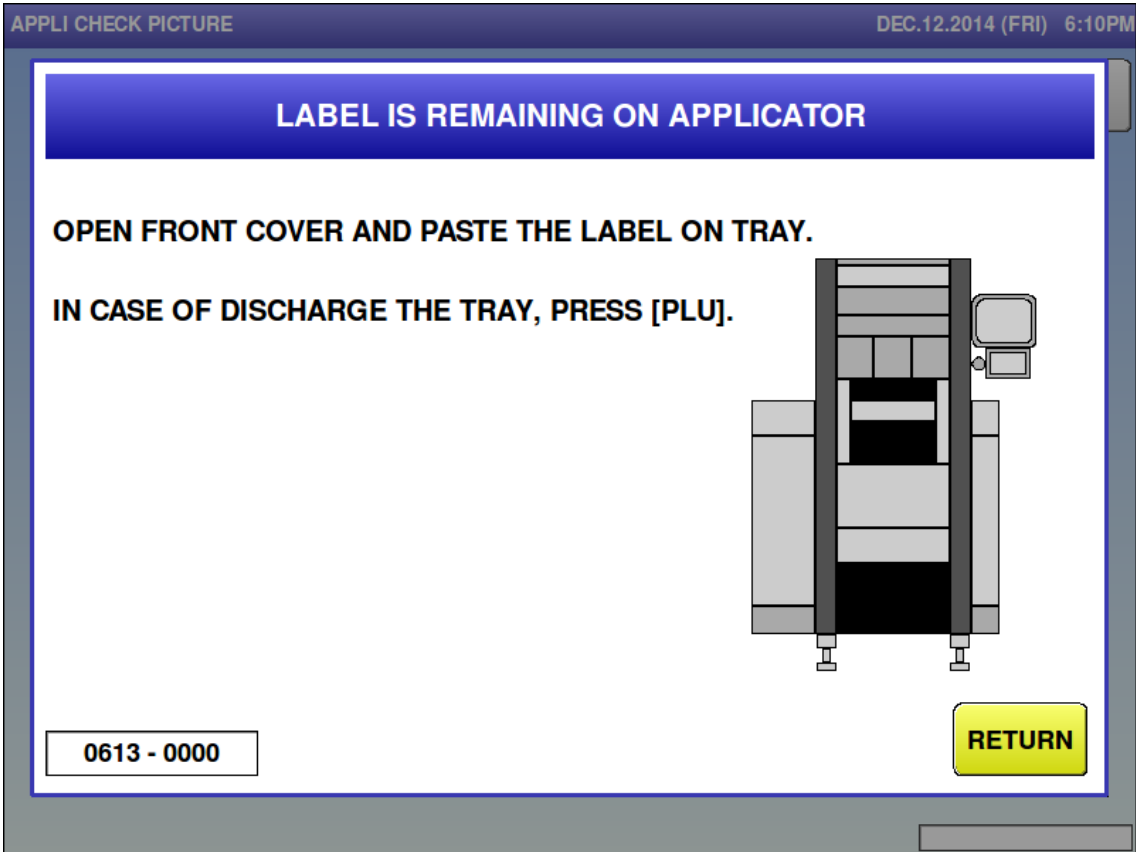 APPLI CHECK PICTURE DEC.12.2014 (FRI) 6:10PM
LABEL IS REMAINING ON APPLICATOR
OPEN FRONT COVER AND PASTE THE LABEL ON TRAY.
IN CASE OF DISCHARGE THE TRAY, PRESS [PLU].
0613 - 0000
RETURN